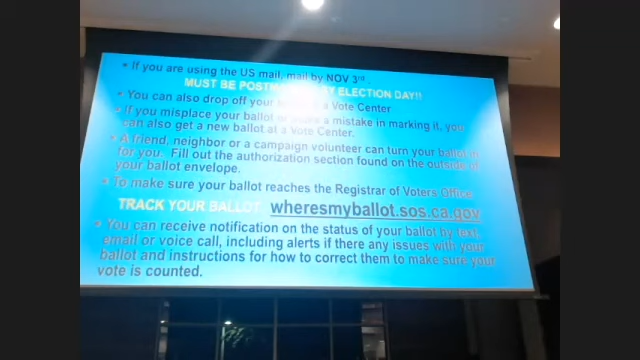 • If you are using the US mail, mail by NOV 3rd.
MUST BE ELECTION DAY!!
• You can also drop off your a Vote Center
• If you misplace your ballot or a mistake in marking it, you
can also get a new ballot at a Vote Center.
• A friend, neighbor or a campaign volunteer can turn your ballot in
for you. Fill out the authorization section found on the outside of
your ballot envelope.
• To make sure your ballot reaches the Registrar of Voters Office
TRACK YOUR BALLOT wheresmyballot.sos.ca.gov
• You can receive notification on the status of your ballot by text,
email or voice call, including alerts if there any issues with your
ballot and instructions for how to correct them to make sure your
vote is counted.